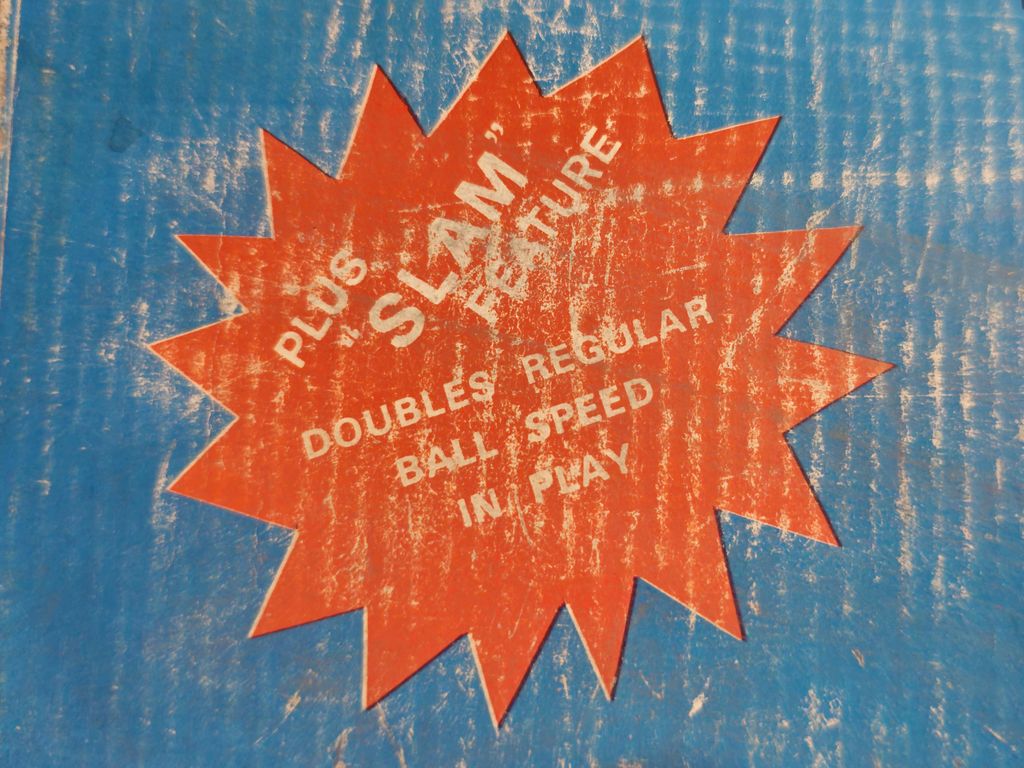 PLUS
"SLAM"
FEATURE
DOUBLES REGULAR
BALL SPEED
IN PLAY